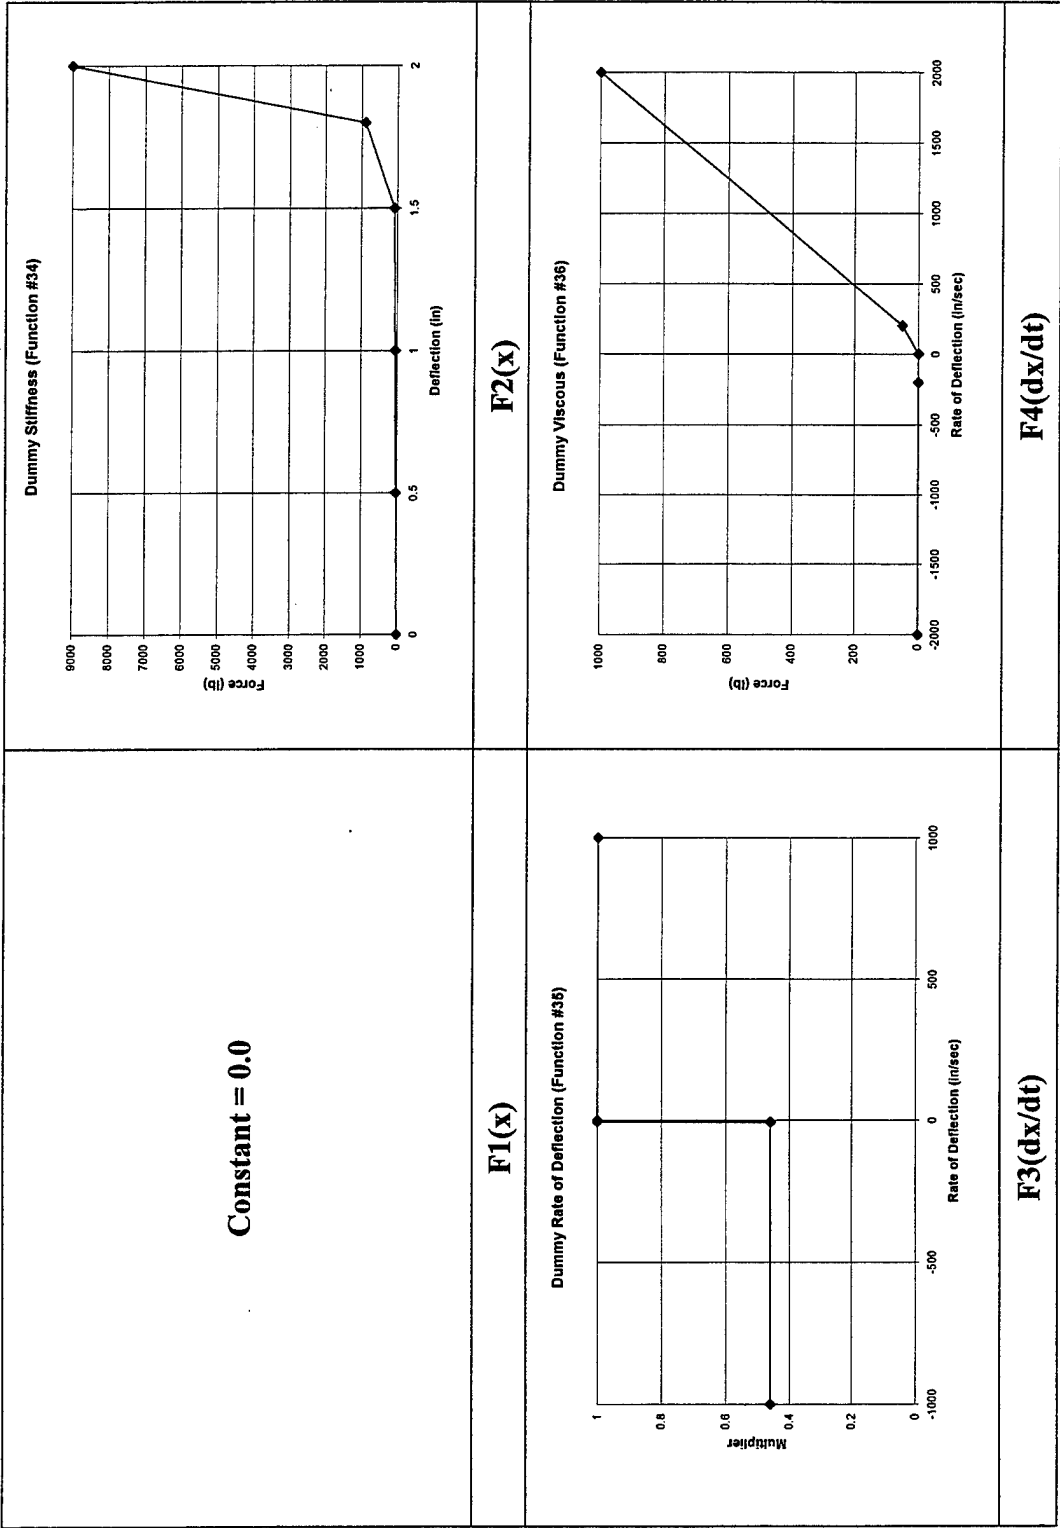 Constant = 0.0
F1(x)
Dummy Stiffness (Function #34)
Force (lb)
9000
8000
7000
6000
5000
4000
3000
2000
1000
0
0
0.5
1
1.5
2
Deflection (in)
F2(x)
Dummy Rate of Deflection (Function #35)
Multiplier
1
0.8
0.6
0.4
0.2
0
-1000
-500
0
500
1000
Rate of Deflection (in/sec)
F3(dx/dt)
Dummy Viscous (Function #36)
Force (lb)
1000
800
600
400
200
0
-2000
-1500
-1000
-500
0
500
1000
1500
2000
Rate of Deflection (in/sec)
F4(dx/dt)